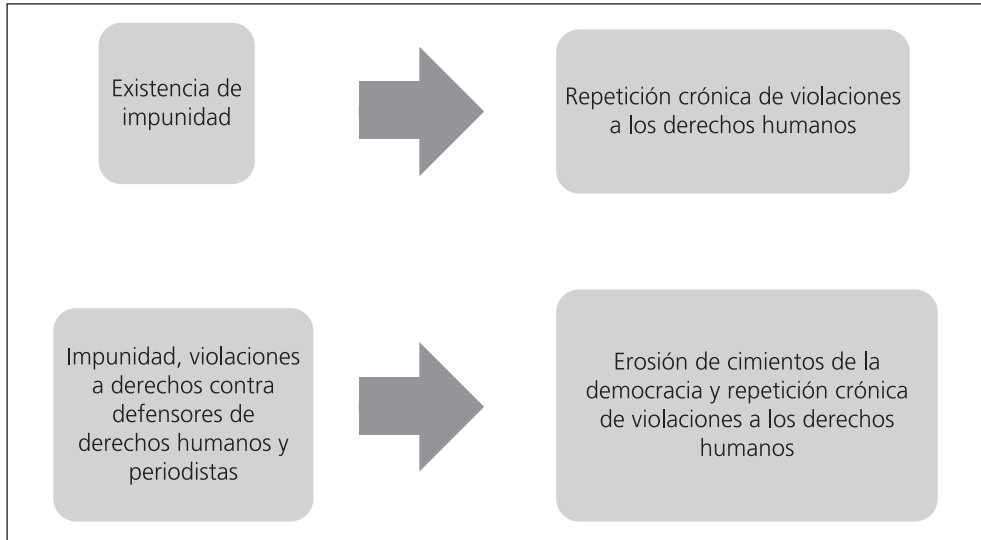 Existencia de
impunidad
Repetición crónica de violaciones
a los derechos humanos
Impunidad, violaciones
a derechos contra
defensores de
derechos humanos y
periodistas
Erosión de cimientos de la
democracia y repetición crónica
de violaciones a los derechos
humanos